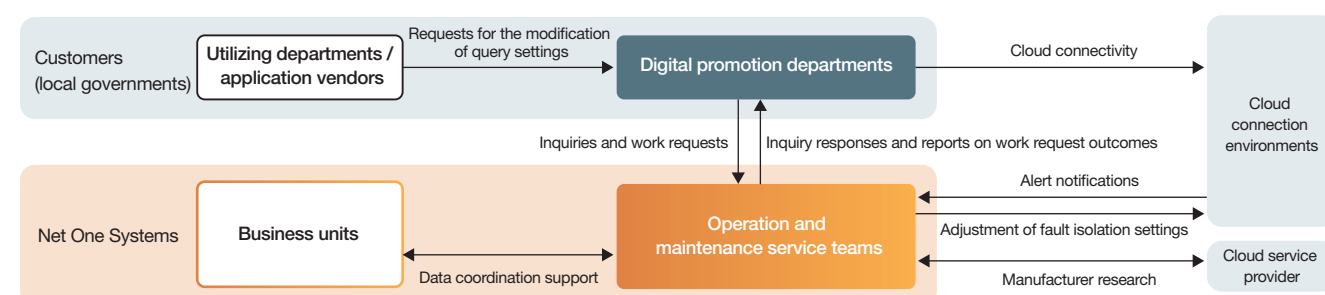 Customers
(local governments)
Utilizing departments /
application vendors
Requests for the modification
of query settings
Digital promotion departments
Cloud connectivity
Cloud
connection
environments
Inquiries and work requests
Inquiry responses and reports on work request outcomes
Net One Systems
Business units
Data coordination support
Operation and
maintenance service teams
Alert notifications
Adjustment of fault isolation settings
Manufacturer research
Cloud service
provider